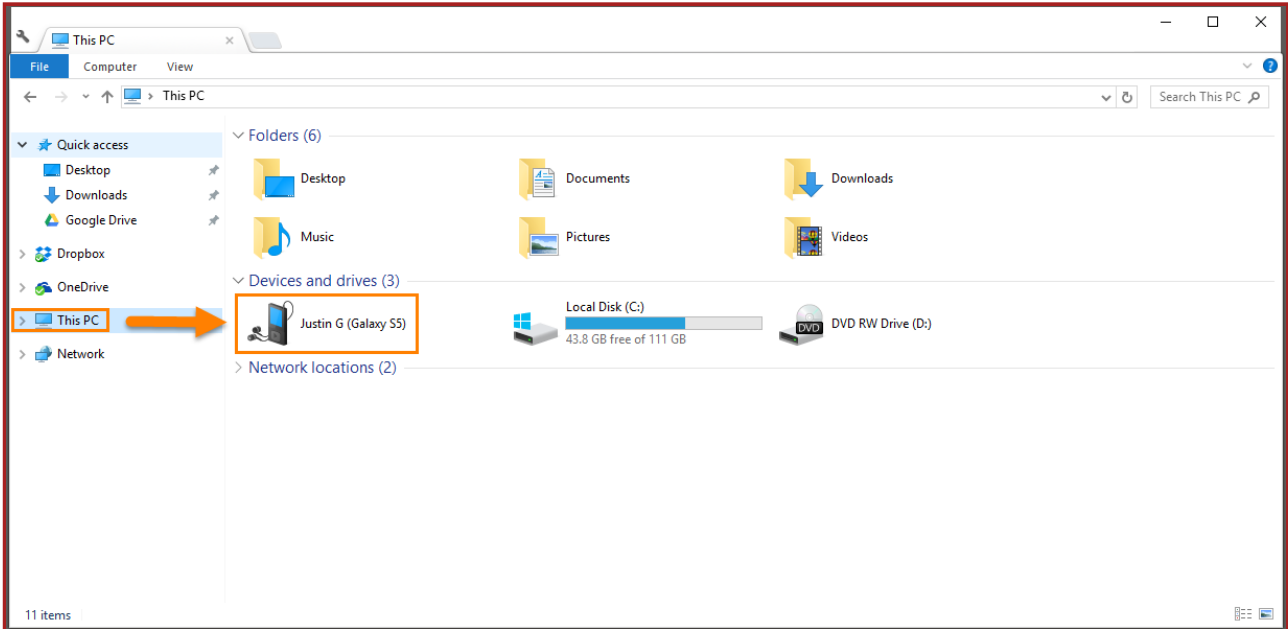 This PC
File Computer View
This PC
Search This PC
Quick access
Desktop
Downloads
Google Drive
Dropbox
OneDrive
This PC
Network
Folders (6)
Desktop
Documents
Downloads
Music
Pictures
Videos
Devices and drives (3)
Justin G (Galaxy S5)
Local Disk (C:)
43.8 GB free of 111 GB
DVD
DVD RW Drive (D:)
Network locations (2)
11 items